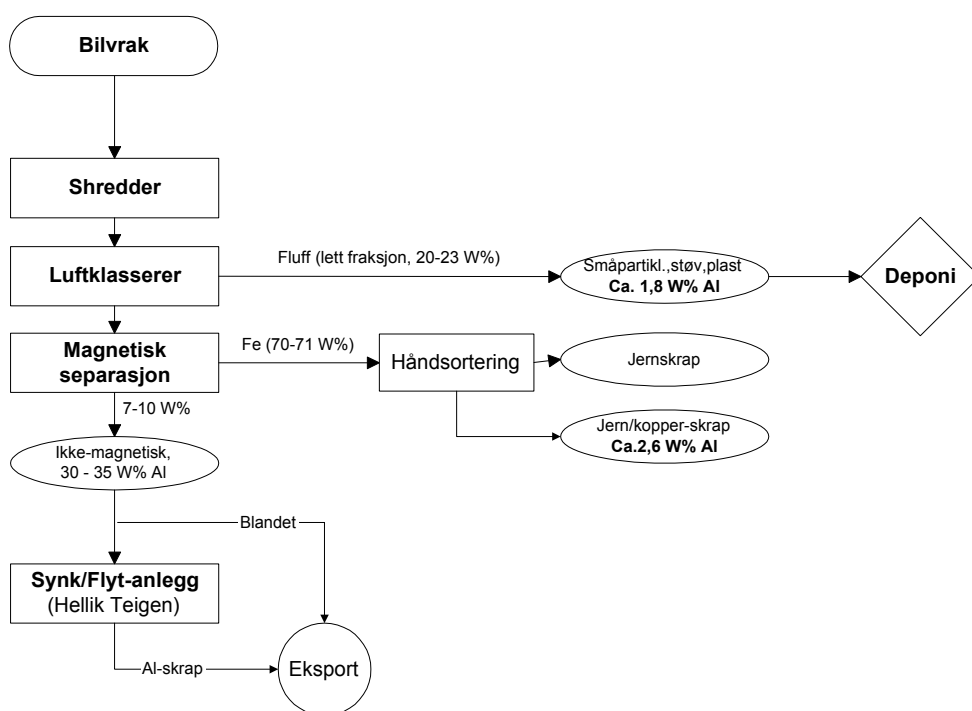 Bilvrak
Shredder
Luftklasserer
Fluff (lett fraksjon, 20-23 W%)
Småpartikl.,støv,plast
Ca. 1,8 W% Al
Deponi
Magnetisk
separasjon
Fe (70-71 W%)
Håndsortering
Jernskrap
7-10 W%
Jern/kopper-skrap
Ca.2,6 W% Al
Ikke-magnetisk,
30 - 35 W% Al
Blandet
Synk/Flyt-anlegg
(Hellik Teigen)
Al-skrap
Eksport